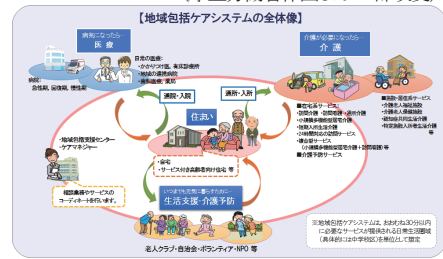 【地域包括ケアシステムの全体像】
病気になったら…
医 療
介護が必要になったら…
介 護
病院:
急性期、回復期、慢性期
日常の医療:
・かかりつけ医、有床診療所
・地域の連携病院
・歯科医療、薬局
通院・入院
通所・入所
住まい
・自宅
・サービス付き高齢者向け住宅 等
・地域包括支援センター
・ケアマネジャー
相談業務やサービスの
コーディネートを行います。
■在宅系サービス:
・訪問介護 ・訪問看護 ・通所介護
・小規模多機能型居宅介護
・短期入所生活介護
・24時間対応の訪問サービス
・複合型サービス
(小規模多機能型居宅介護+訪問看護) 等
■介護予防サービス
■施設・居住系サービス
・介護老人福祉施設
・介護老人保健施設
・認知症共同生活介護
・特定施設入所者生活介護
等
いつまでも元気に暮らすために…
生活支援・介護予防
老人クラブ・自治会・ボランティア・NPO 等
※地域包括ケアシステムは、おおむね30分以内
に必要なサービスが提供される日常生活圏域
(具体的には中学校区)を単位として想定